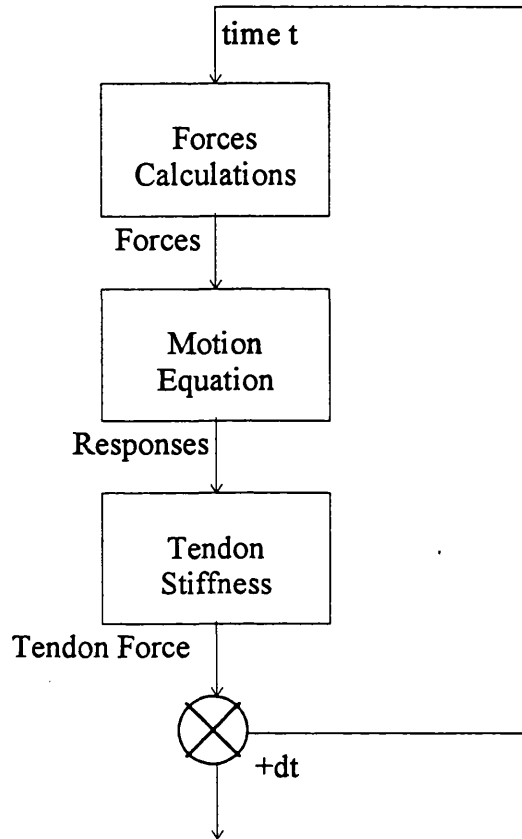 time t
Forces
Calculations
Forces
Motion
Equation
Responses
Tendon
Stiffness
Tendon Force
+dt